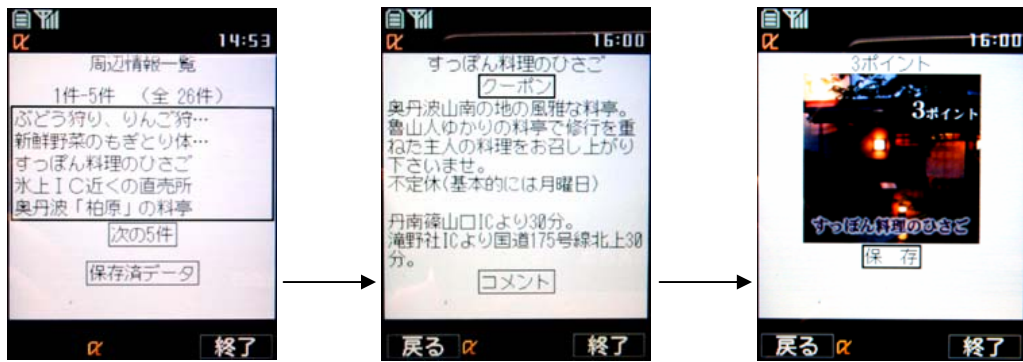 14:53
周辺情報一覧
1件-5件 (全 26件)
ぶどう狩り、りんご狩…
新鮮野菜のもぎとり体…
すっぽん料理のひさご
氷上IC近くの直売所
奥丹波「柏原」の料亭
次の5件
保存済データ
終了
16:00
すっぽん料理のひさご
クーポン
奥丹波山南の地の風雅な料亭。
魯山人ゆかりの料亭で修行を重
ねた主人の料理をお召し上がり
下さいませ。
不定休(基本的には月曜日)
丹南篠山口ICより30分。
滝野社ICより国道175号線北上30
分。
コメント
戻る
終了
16:00
3ポイント
3ポイント
すっぽん料理のひさご
保 存
戻る
終了